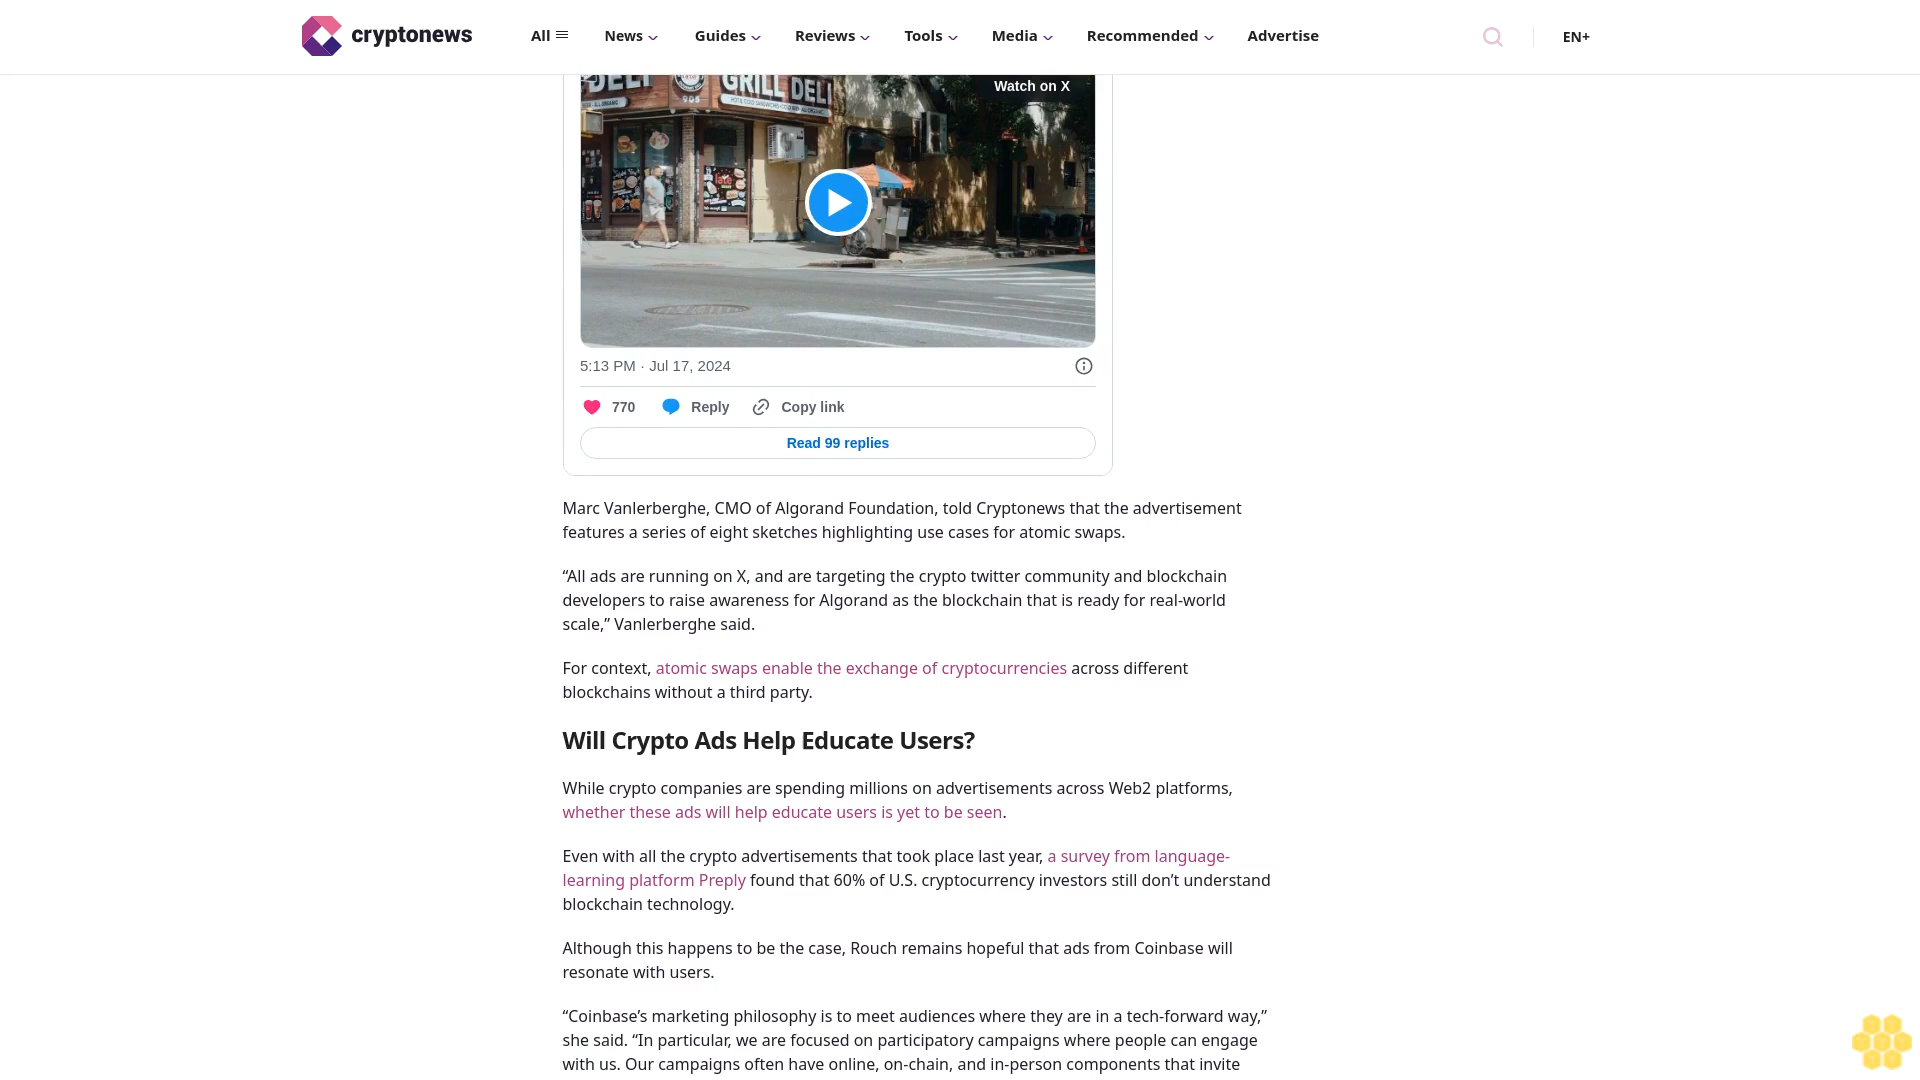 cryptonews
All
News
Guides
Reviews
Tools
Media
Recommended
Advertise
EN+
DELI
GRILL DELI
905
Watch on X
5:13 PM · Jul 17, 2024
770
Reply
Copy link
Read 99 replies
Marc Vanlerberghe, CMO of Algorand Foundation, told Cryptonews that the advertisement
features a series of eight sketches highlighting use cases for atomic swaps.
“All ads are running on X, and are targeting the crypto twitter community and blockchain
developers to raise awareness for Algorand as the blockchain that is ready for real-world
scale,” Vanlerberghe said.
For context, atomic swaps enable the exchange of cryptocurrencies across different
blockchains without a third party.
Will Crypto Ads Help Educate Users?
While crypto companies are spending millions on advertisements across Web2 platforms,
whether these ads will help educate users is yet to be seen.
Even with all the crypto advertisements that took place last year, a survey from language-
learning platform Preply found that 60% of U.S. cryptocurrency investors still don’t understand
blockchain technology.
Although this happens to be the case, Rouch remains hopeful that ads from Coinbase will
resonate with users.
“Coinbase’s marketing philosophy is to meet audiences where they are in a tech-forward way,”
she said. “In particular, we are focused on participatory campaigns where people can engage
with us. Our campaigns often have online, on-chain, and in-person components that invite